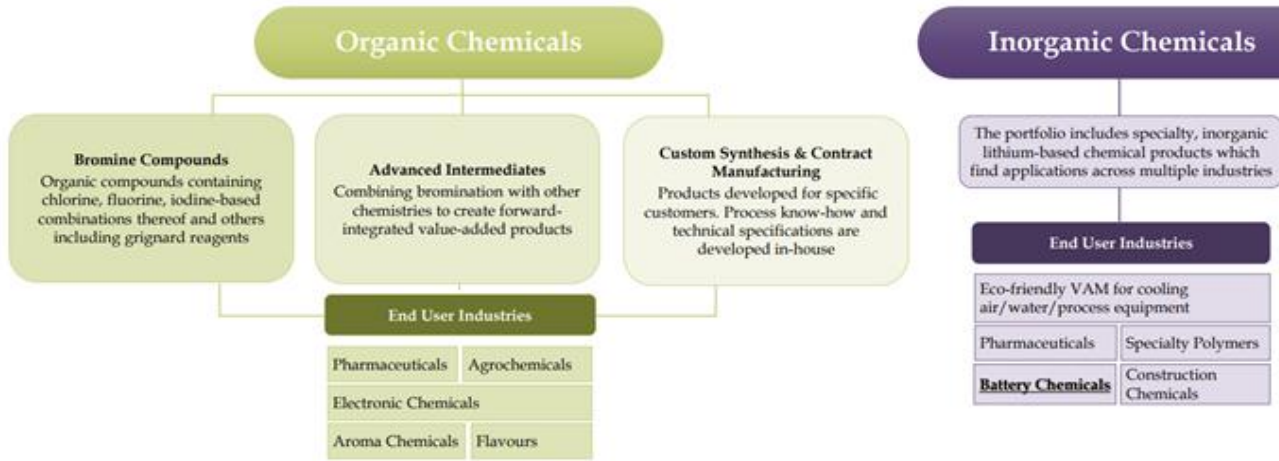 Organic Chemicals
Bromine Compounds
Organic compounds containing
chlorine, fluorine, iodine-based
combinations thereof and others
including grignard reagents
Advanced Intermediates
Combining bromination with other
chemistries to create forward-
integrated value-added products
Custom Synthesis & Contract
Manufacturing
Products developed for specific
customers. Process know-how and
technical specifications are
developed in-house
End User Industries
Pharmaceuticals
Agrochemicals
Electronic Chemicals
Aroma Chemicals
Flavours
Inorganic Chemicals
The portfolio includes specialty, inorganic
lithium-based chemical products which
find applications across multiple industries
End User Industries
Eco-friendly VAM for cooling
air/water/process equipment
Pharmaceuticals
Specialty Polymers
Battery Chemicals
Construction
Chemicals